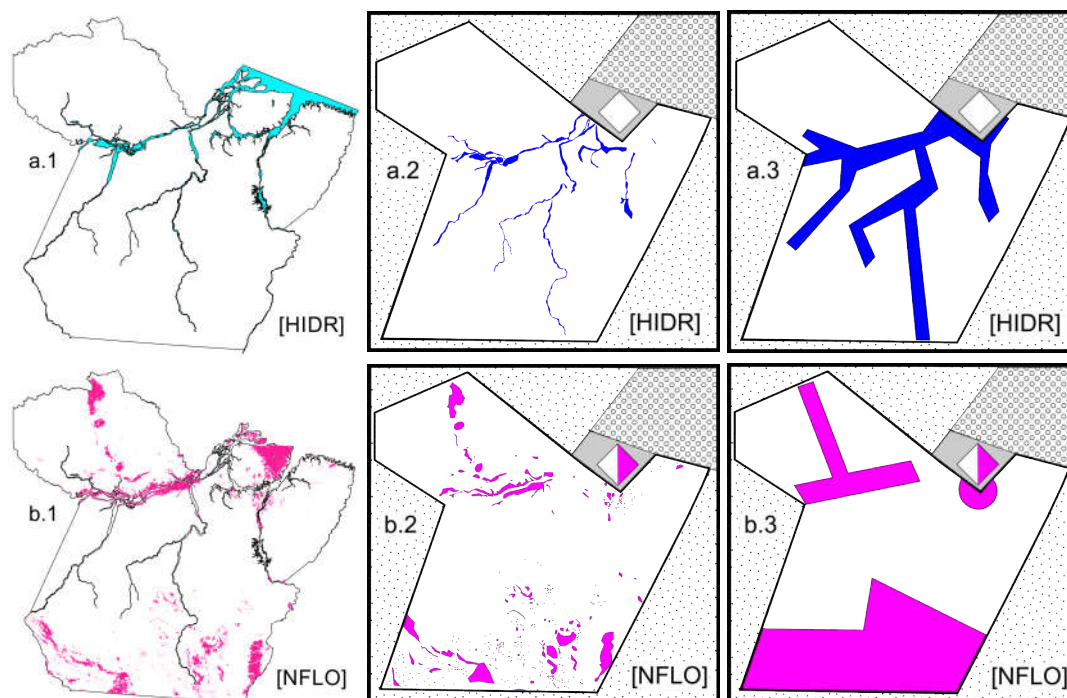 a.1
[HIDR]
a.2
[HIDR]
a.3
[HIDR]
b.1
[NFLO]
b.2
[NFLO]
b.3
[NFLO]